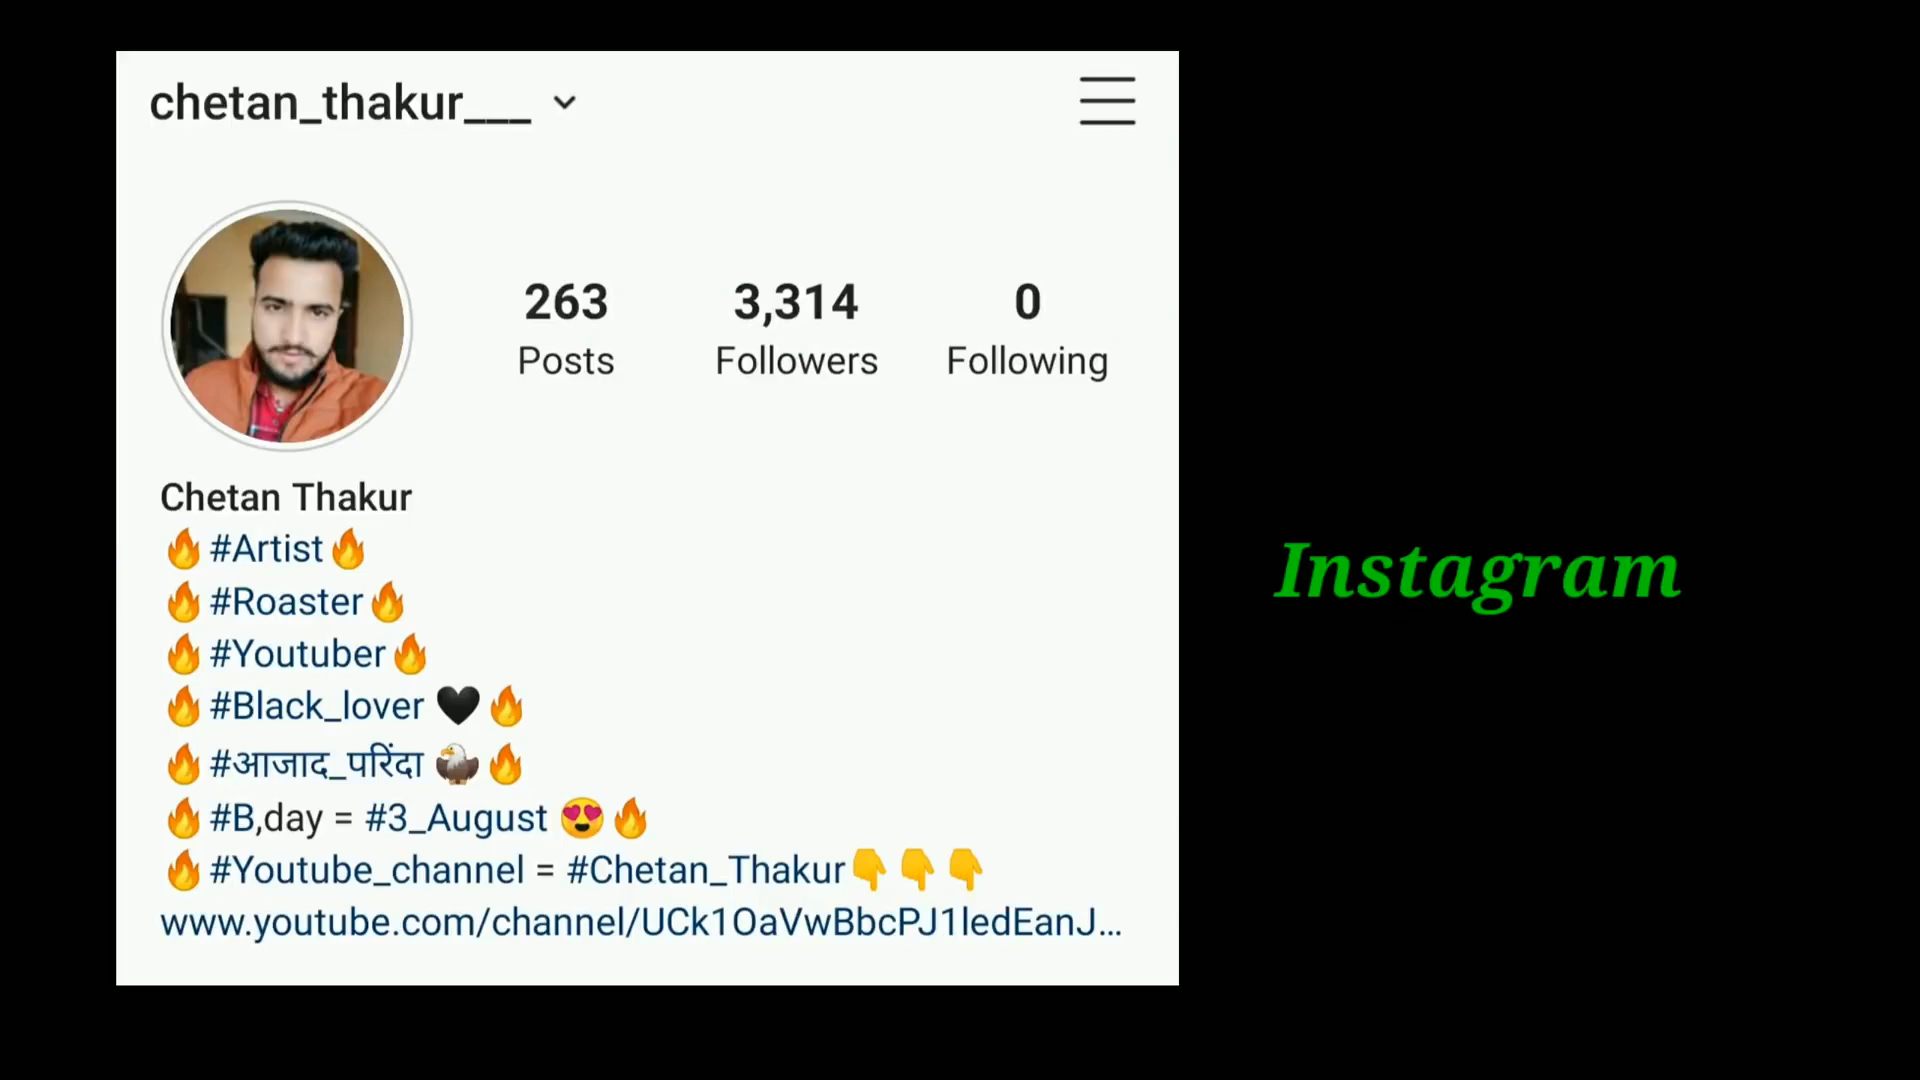 chetan_thakur___
263 3,314 0
Posts Followers Following
Chetan Thakur
🔥#Artist🔥
🔥#Roaster🔥
🔥#Youtuber🔥
🔥#Black_lover 🖤🔥
🔥#आजाद_परिंदा 🦅🔥
🔥#B,day = #3_August 😍🔥
🔥#Youtube_channel = #Chetan_Thakur👇👇👇
www.youtube.com/channel/UCk1OaVwBbcPJ1ledEanJ...
Instagram